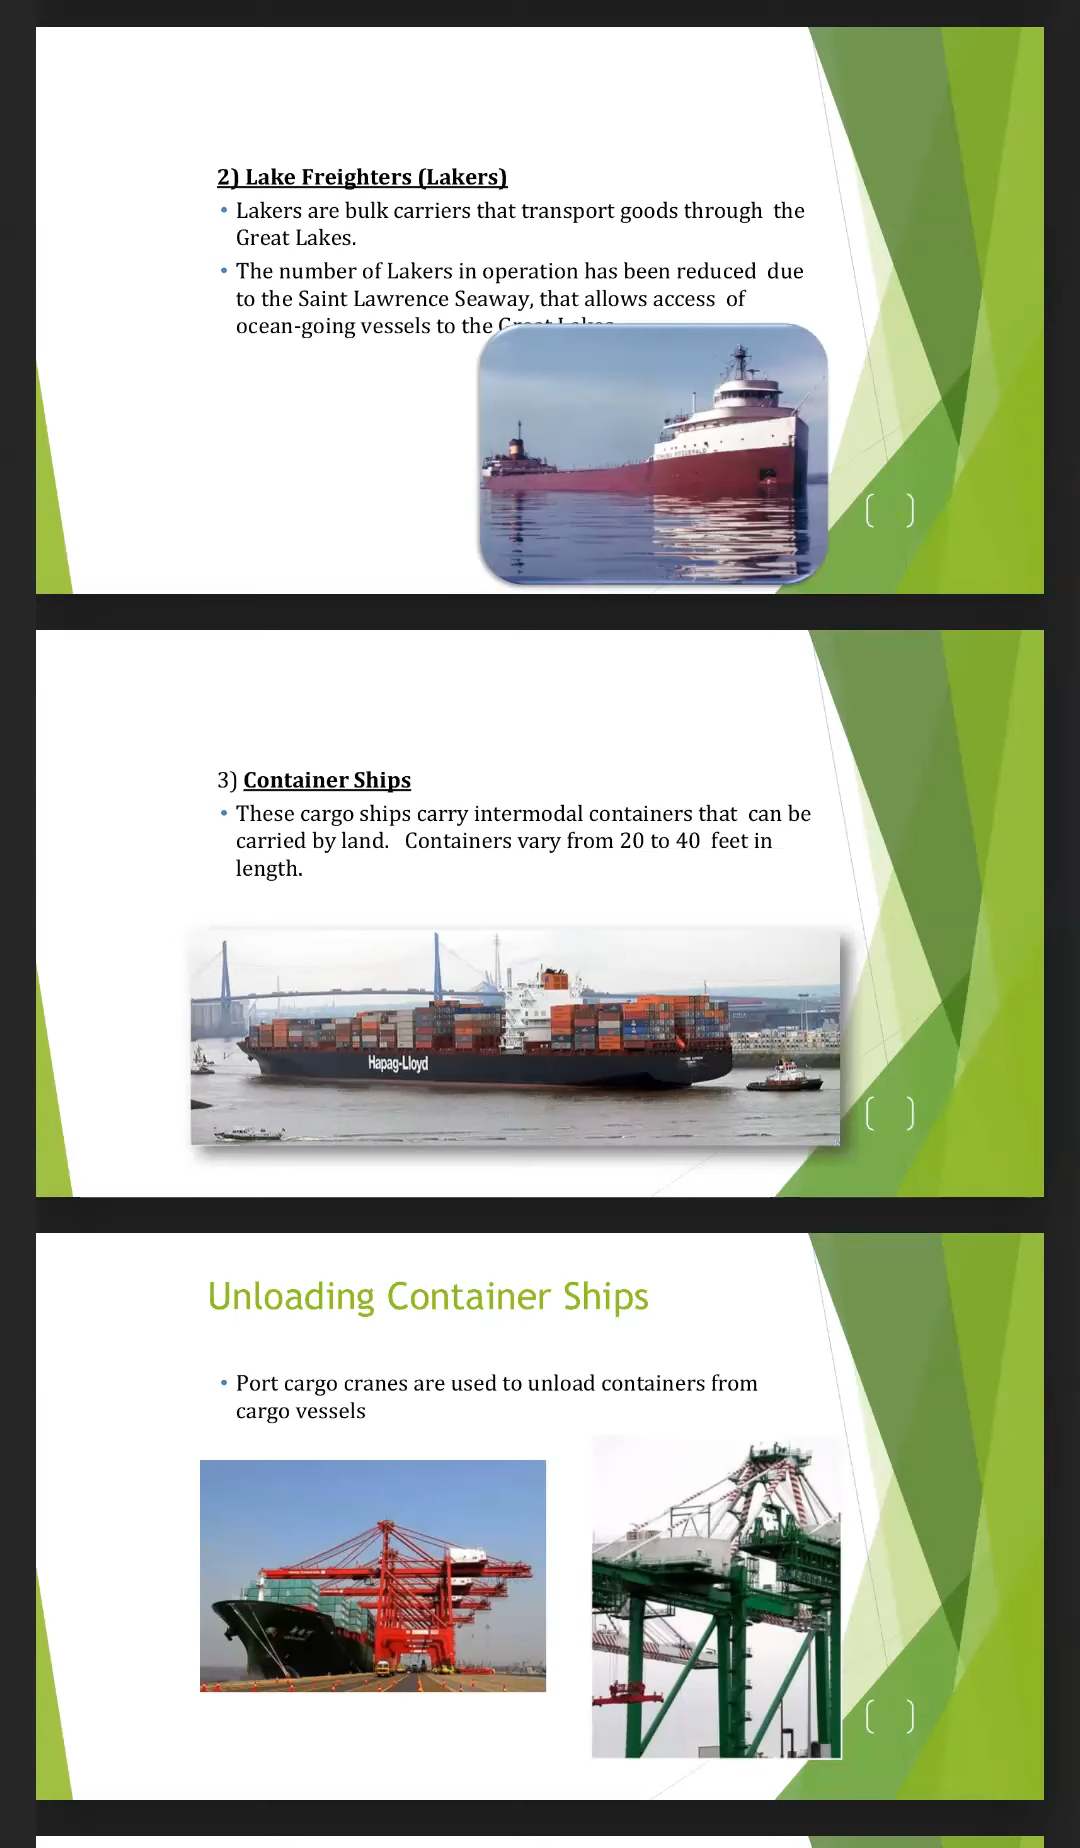 2) Lake Freighters (Lakers)
• Lakers are bulk carriers that transport goods through the
Great Lakes.
• The number of Lakers in operation has been reduced due
to the Saint Lawrence Seaway, that allows access of
ocean-going vessels to the Great Lakes
3) Container Ships
• These cargo ships carry intermodal containers that can be
carried by land. Containers vary from 20 to 40 feet in
length.
Hapag-Lloyd
Unloading Container Ships
• Port cargo cranes are used to unload containers from
cargo vessels